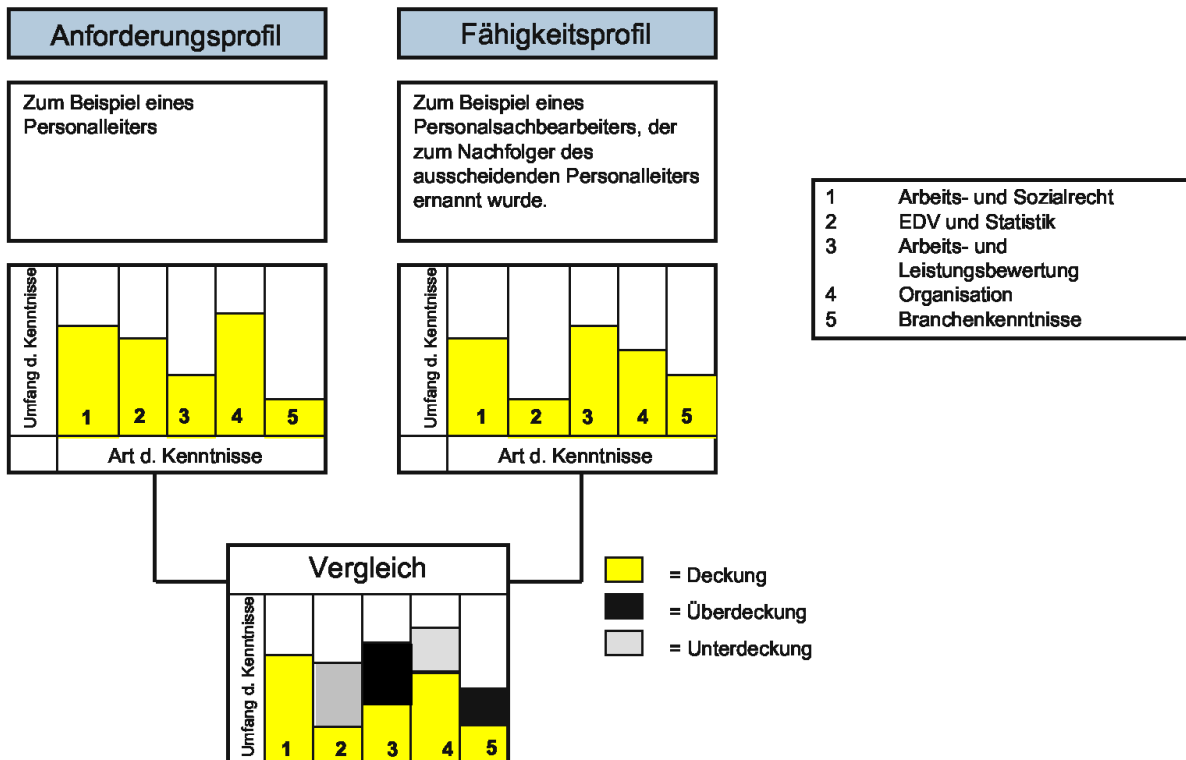 Anforderungsprofil
Fähigkeitsprofil
Zum Beispiel eines
Personalleiters
Zum Beispiel eines
Personalsachbearbeiters, der
zum Nachfolger des
ausscheidenden Personalleiters
ernannt wurde.
1 Arbeits- und Sozialrecht
2 EDV und Statistik
3 Arbeits- und
Leistungsbewertung
4 Organisation
5 Branchenkenntnisse
Umfang d. Kenntnisse
1 2 3 4 5
Art d. Kenntnisse
Umfang d. Kenntnisse
1 2 3 4 5
Art d. Kenntnisse
Vergleich
Umfang d. Kenntnisse
1 2 3 4 5
= Deckung
= Überdeckung
= Unterdeckung